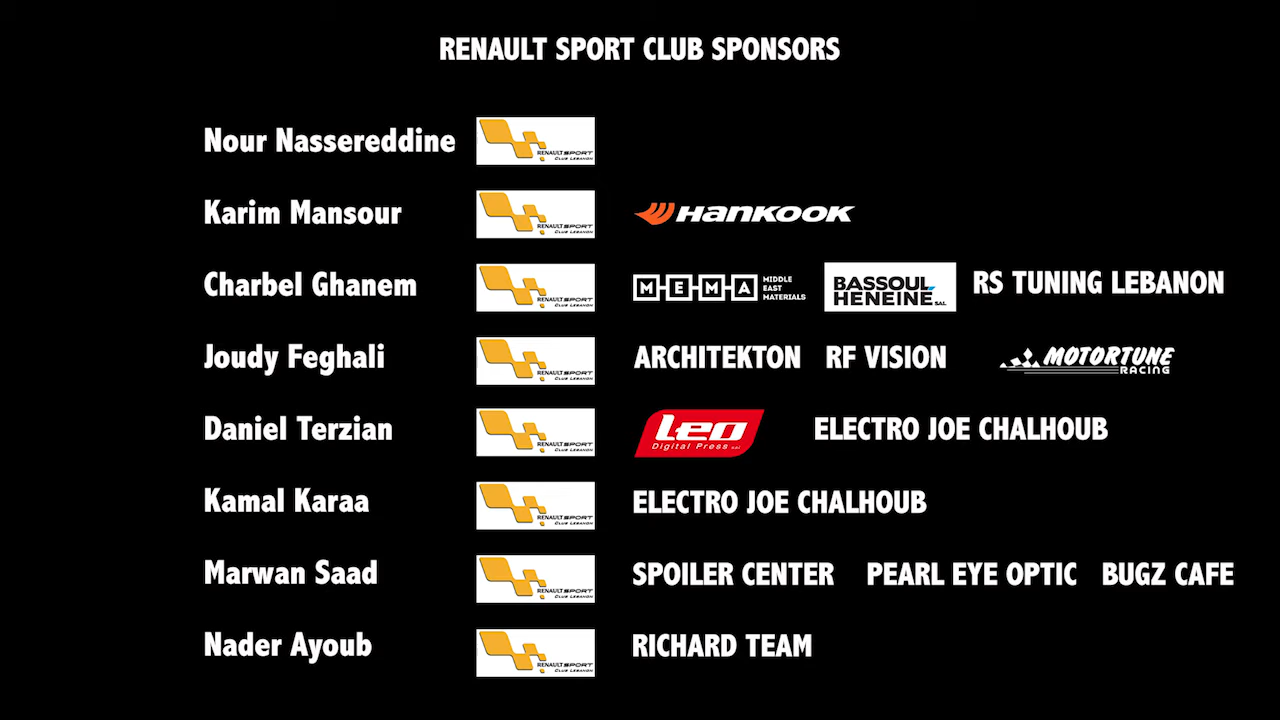 RENAULT SPORT CLUB SPONSORS
Nour Nassereddine RENAULT SPORT CLUB LEBANON
Karim Mansour RENAULT SPORT CLUB LEBANON HANKOOK
Charbel Ghanem RENAULT SPORT CLUB LEBANON MEMA MIDDLE EAST MATERIALS BASSOUL HENEINE SAL RS TUNING LEBANON
Joudy Feghali RENAULT SPORT CLUB LEBANON ARCHITEKTON RF VISION MOTORTUNE RACING
Daniel Terzian RENAULT SPORT CLUB LEBANON Leo Digital Press ELECTRO JOE CHALHOUB
Kamal Karaa RENAULT SPORT CLUB LEBANON ELECTRO JOE CHALHOUB
Marwan Saad RENAULT SPORT CLUB LEBANON SPOILER CENTER PEARL EYE OPTIC BUGZ CAFE
Nader Ayoub RENAULT SPORT CLUB LEBANON RICHARD TEAM